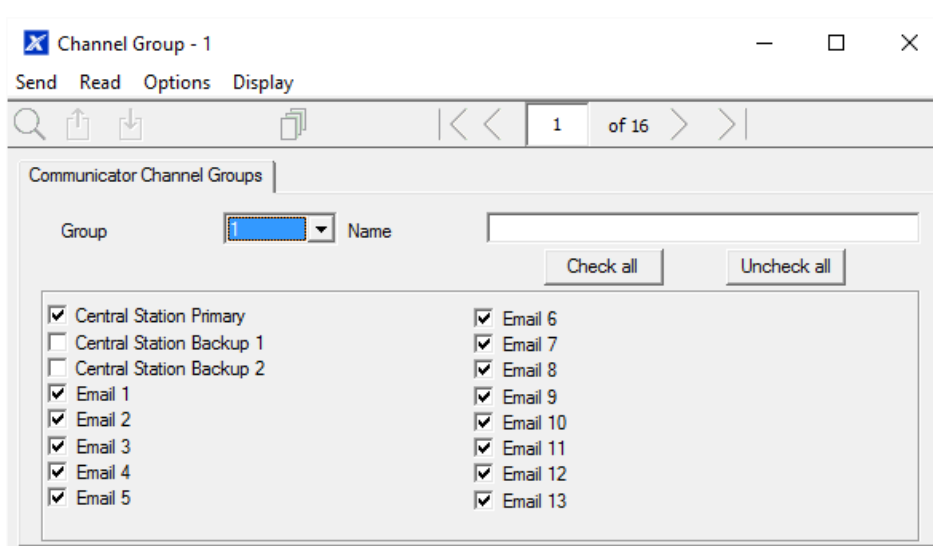 X Channel Group - 1
Send Read Options Display
1 of 16
Communicator Channel Groups
Group 1 Name
Check all Uncheck all
Central Station Primary
Central Station Backup 1
Central Station Backup 2
Email 1
Email 2
Email 3
Email 4
Email 5
Email 6
Email 7
Email 8
Email 9
Email 10
Email 11
Email 12
Email 13